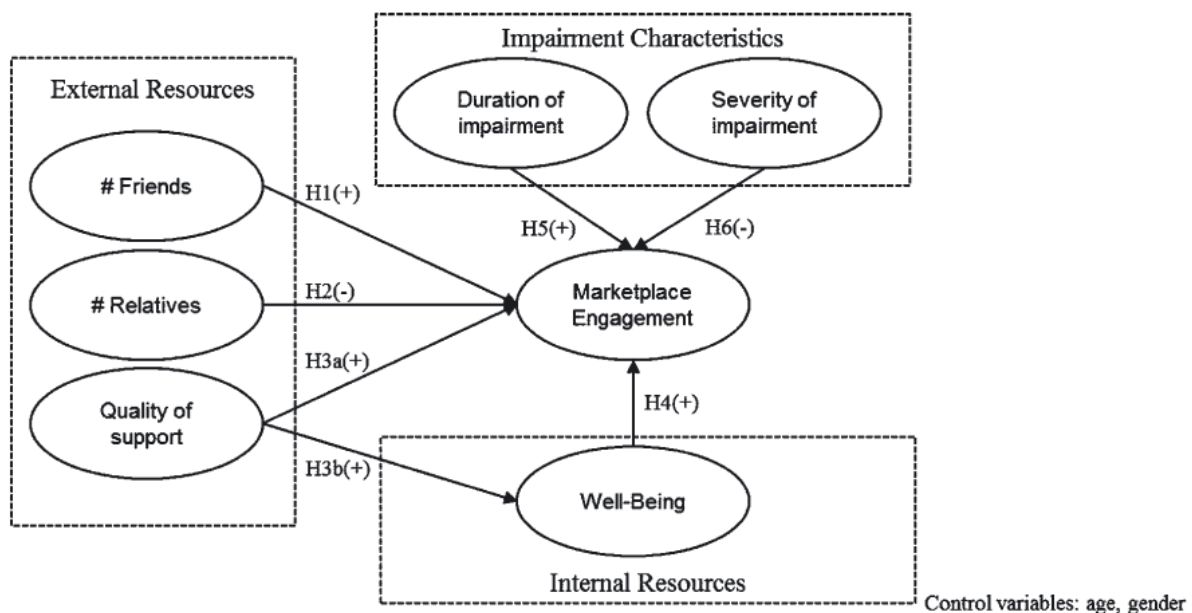 External Resources
# Friends
# Relatives
Quality of
support
Impairment Characteristics
Duration of
impairment
Severity of
impairment
H1(+)
H2(-)
H3a(+)
H3b(+)
H5(+)
H6(-)
Marketplace
Engagement
H4(+)
Well-Being
Internal Resources
Control variables: age, gender